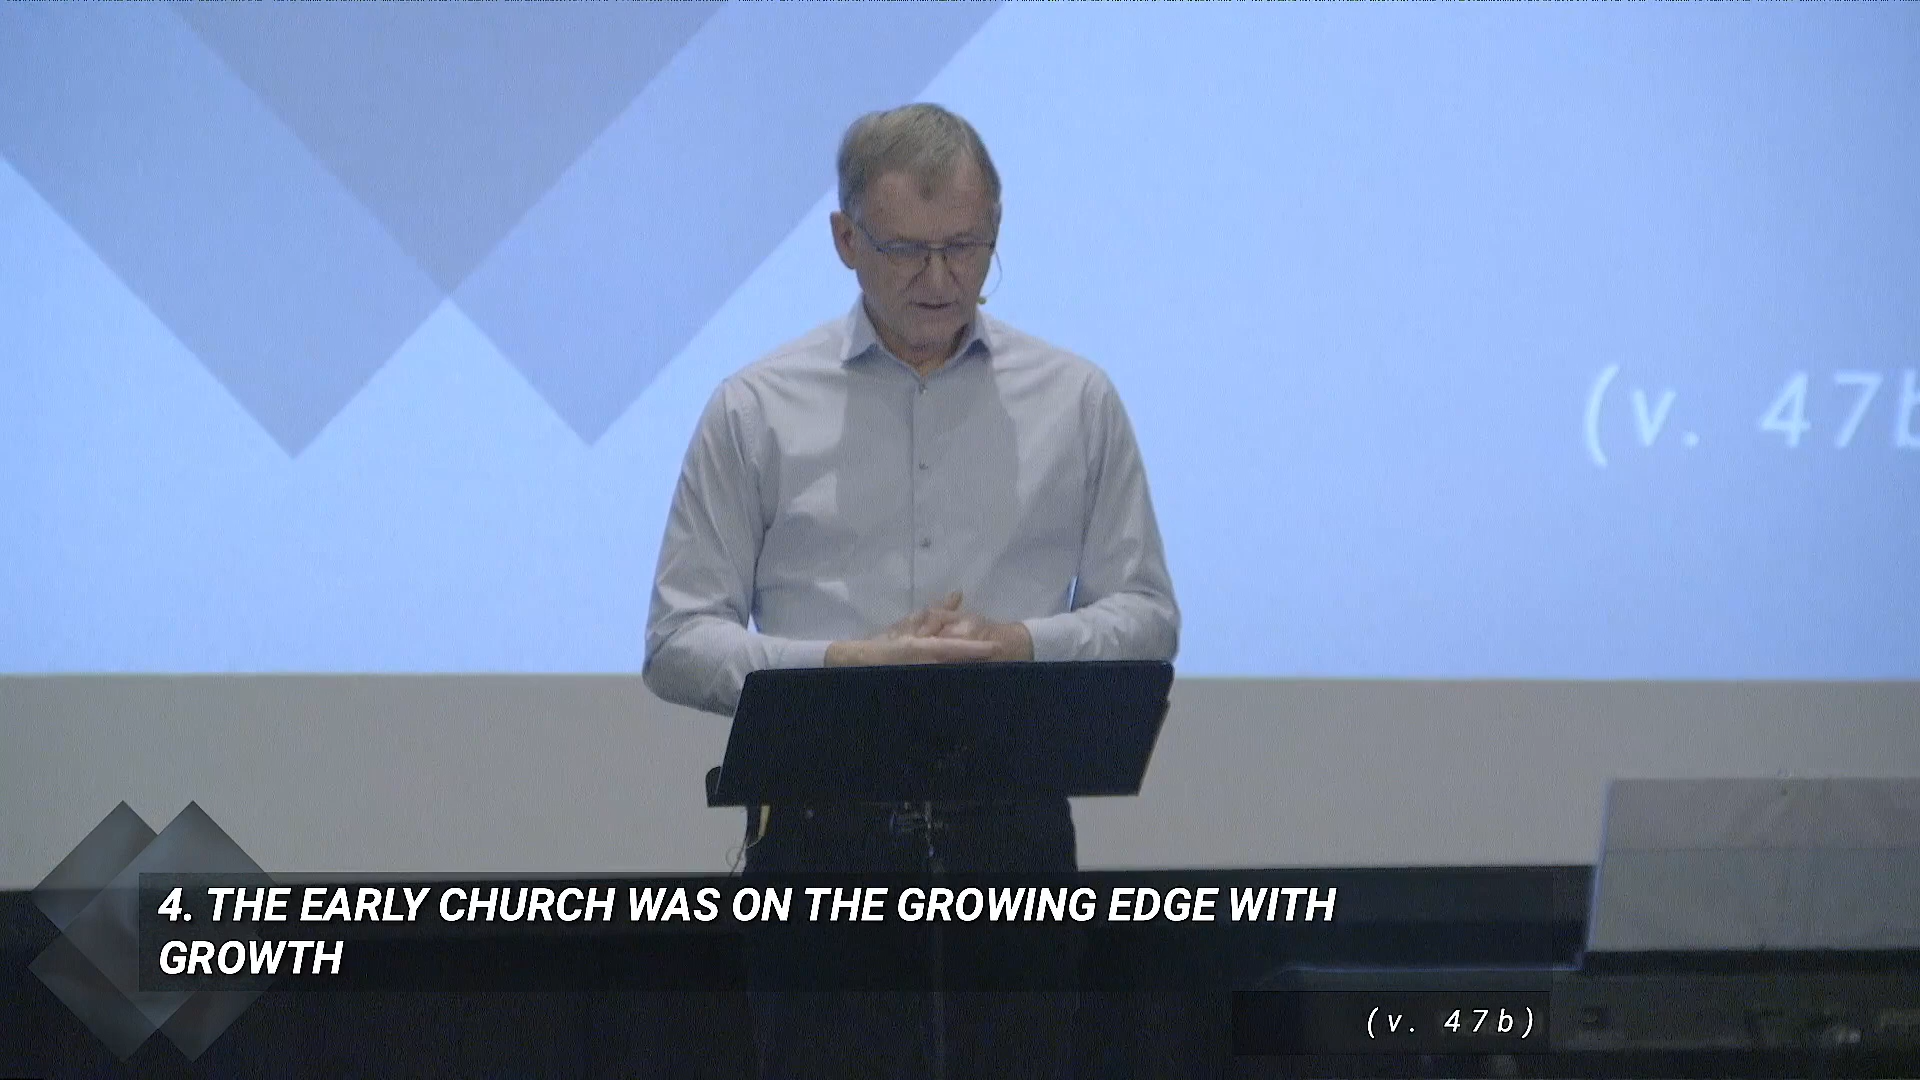 (v. 47b
4. THE EARLY CHURCH WAS ON THE GROWING EDGE WITH
GROWTH
(v. 47b)